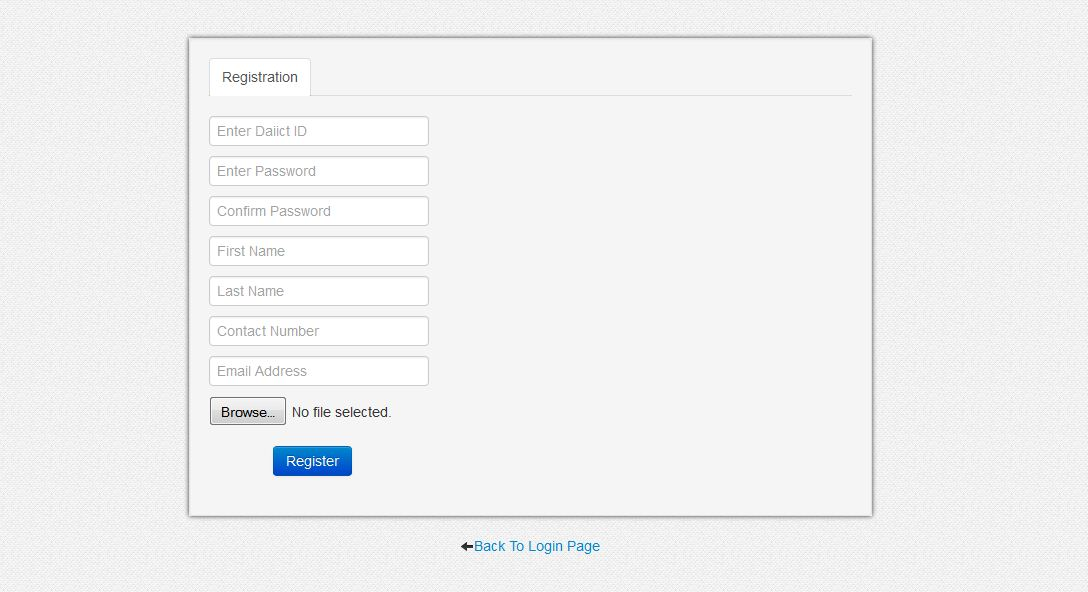 Registration
Enter Daiict ID
Enter Password
Confirm Password
First Name
Last Name
Contact Number
Email Address
Browse... No file selected.
Register
Back To Login Page